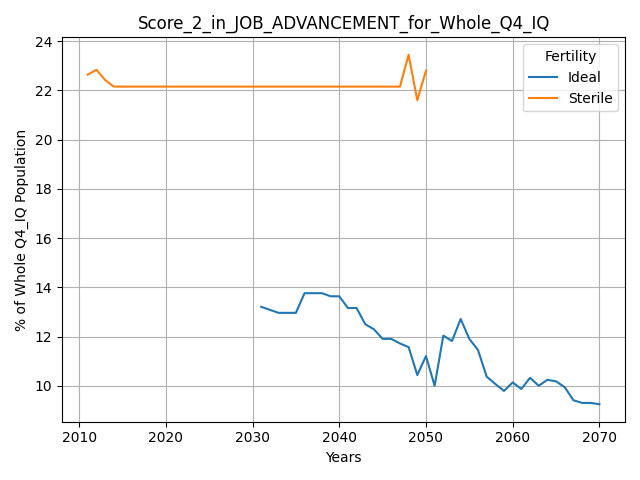 Score_2_in_JOB_ADVANCEMENT_for_Whole_Q4_IQ
% of Whole Q4_IQ Population
24
22
20
18
16
14
12
10
Fertility
Ideal
Sterile
2010 2020 2030 2040 2050 2060 2070
Years